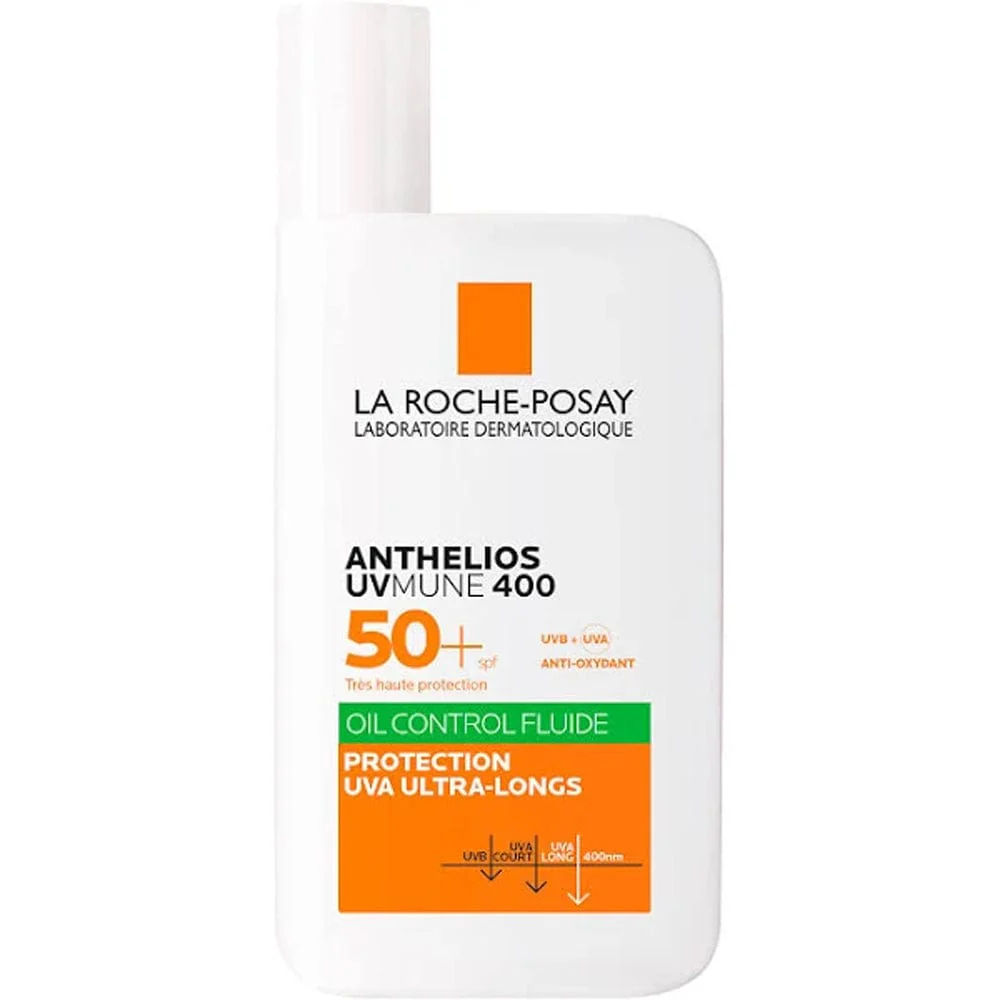 LA ROCHE-POSAY
LABORATOIRE DERMATOLOGIQUE
ANTHELIOS
UVMUNE 400
50+ spf
Très haute protection
UVB + UVA
ANTI-OXYDANT
OIL CONTROL FLUIDE
PROTECTION
UVA ULTRA-LONGS
UVB
UVA COURT
UVA LONG
400nm